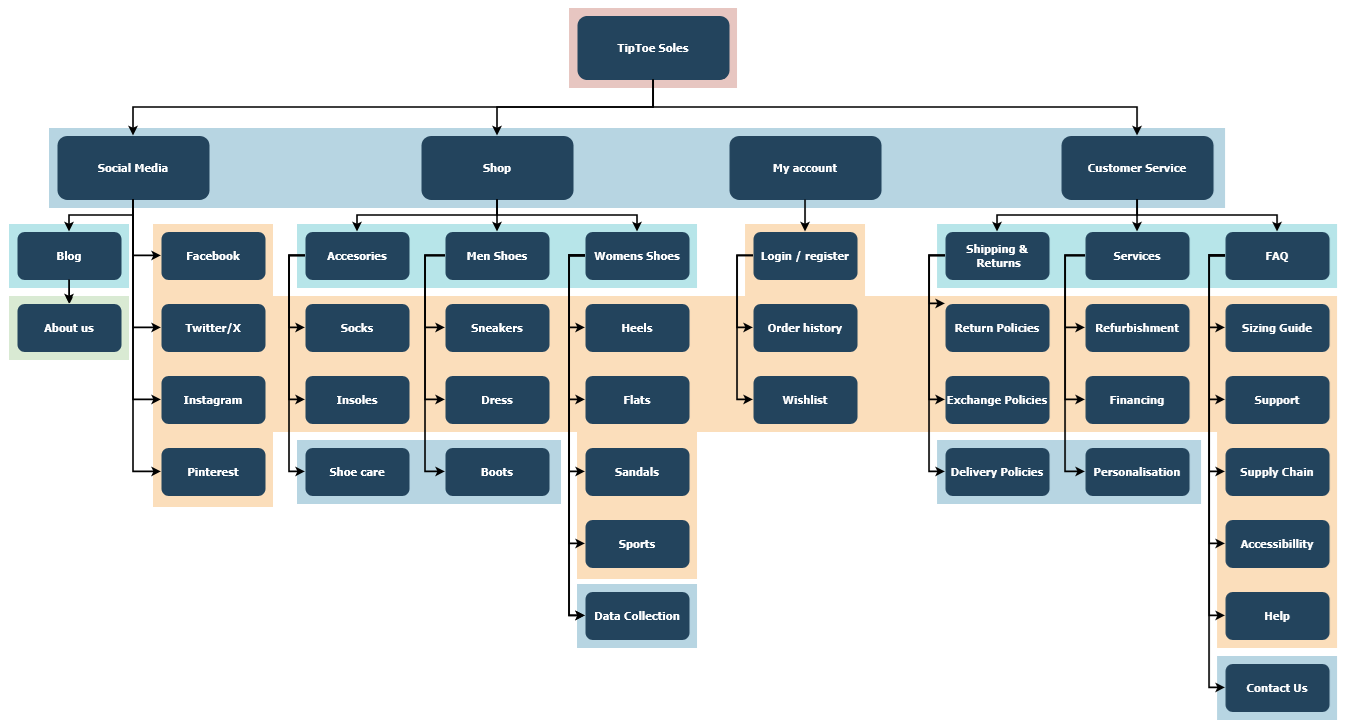 TipToe Soles
Social Media
Shop
My account
Customer Service
Blog
Facebook
Accesories
Men Shoes
Womens Shoes
Login / register
Shipping &
Returns
Services
FAQ
About us
Twitter/X
Socks
Sneakers
Heels
Order history
Return Policies
Refurbishment
Sizing Guide
Instagram
Insoles
Dress
Flats
Wishlist
Exchange Policies
Financing
Support
Pinterest
Shoe care
Boots
Sandals
Delivery Policies
Personalisation
Supply Chain
Sports
Accessibillity
Data Collection
Help
Contact Us